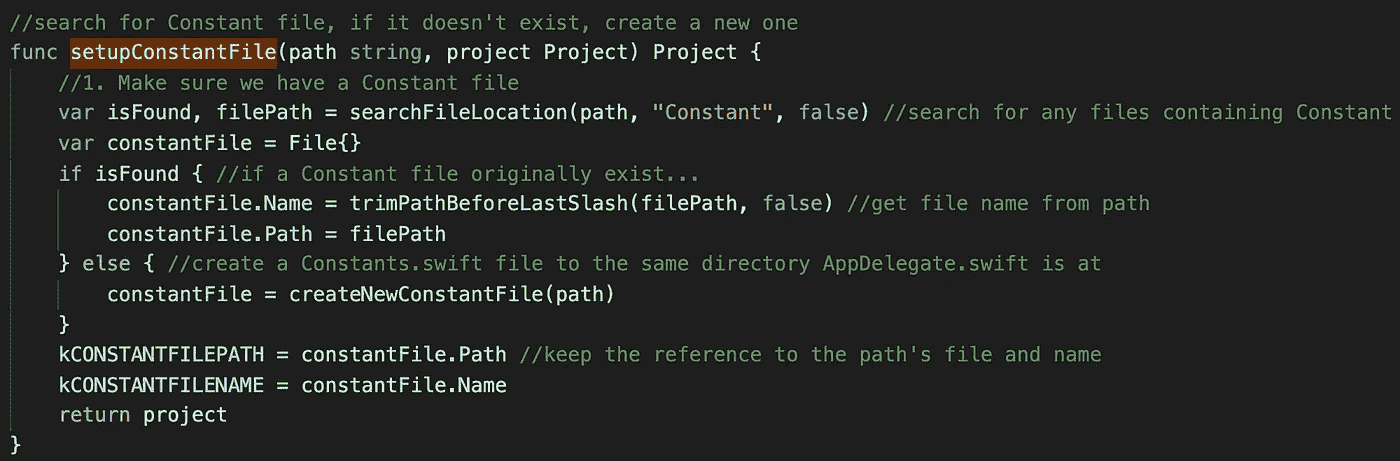 //search for Constant file, if it doesn't exist, create a new one
func setupConstantFile(path string, project Project) Project {
    //1. Make sure we have a Constant file
    var isFound, filePath = searchFileLocation(path, "Constant", false) //search for any files containing Constant
    var constantFile = File{}
    if isFound { //if a Constant file originally exist...
        constantFile.Name = trimPathBeforeLastSlash(filePath, false) //get file name from path
        constantFile.Path = filePath
    } else { //create a Constants.swift file to the same directory AppDelegate.swift is at
        constantFile = createNewConstantFile(path)
    }
    kCONSTANTFILEPATH = constantFile.Path //keep the reference to the path's file and name
    kCONSTANTFILENAME = constantFile.Name
    return project
}